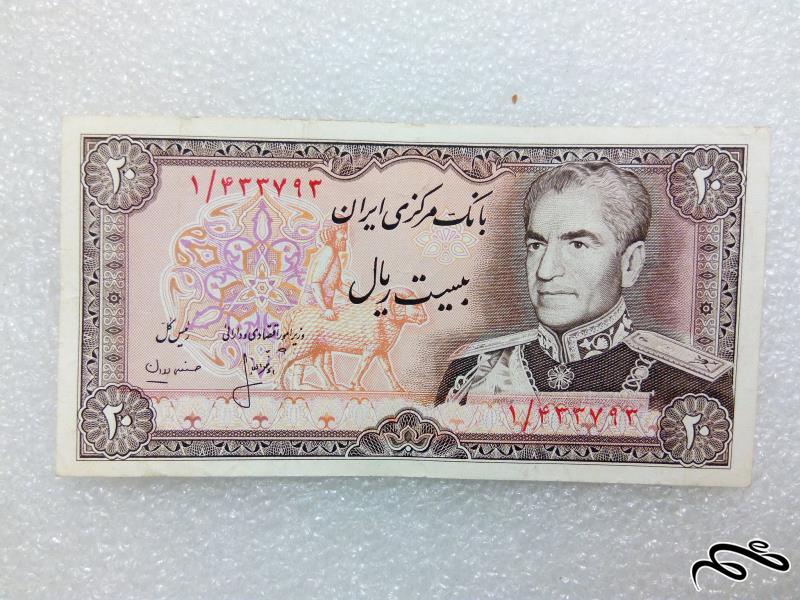 ۲۰
۲۰
۱/۴۳۳۷۹۳
بانک مرکزی ایران
بیست ریال
وزیر امور اقتصادی و دارائی
رئیس کل
۱/۴۳۳۷۹۳
۲۰
۲۰